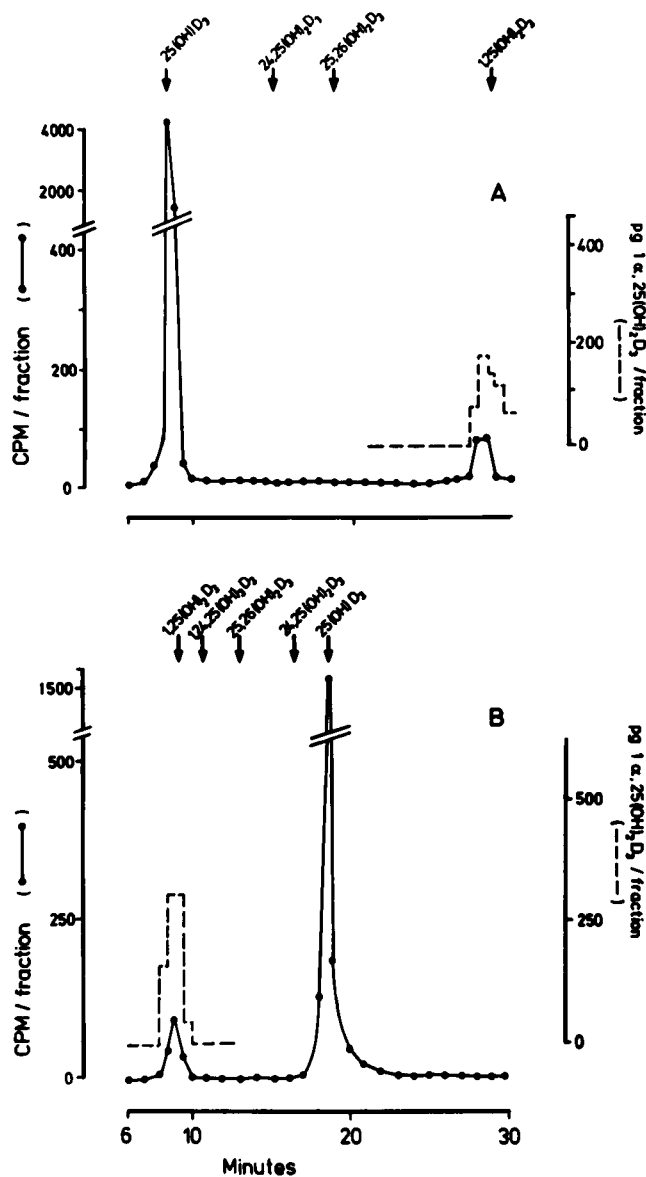 25(OH)D₃
24,25(OH)₂D₃
25,26(OH)₂D₃
1,25(OH)₂D₃
A
4000
2000
400
200
100
0
CPM / fraction ( )
400
200
0
pg 1 α,25(OH)₂D₃ /fraction
(----)
1,25(OH)₂D₃
1,24,25(OH)₃D₃
25,26(OH)₂D₃
24,25(OH)₂D₃
25(OH)D₃
B
1500
500
250
0
CPM / fraction ( )
500
250
0
pg 1 α,25(OH)₂D₃ /fraction
(----)
6
10
20
30
Minutes